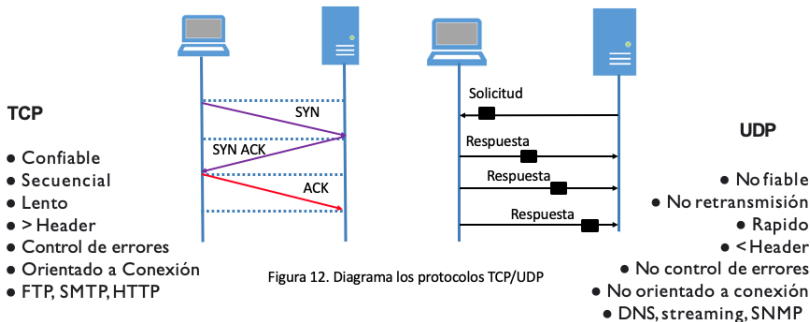 TCP
● Confiable
● Secuencial
● Lento
● > Header
● Control de errores
● Orientado a Conexión
● FTP, SMTP, HTTP
SYN
SYN ACK
ACK
Solicitud
Respuesta
Respuesta
Respuesta
UDP
● No fiable
● No retransmisión
● Rapido
● < Header
● No control de errores
● No orientado a conexión
● DNS, streaming, SNMP
Figura 12. Diagrama los protocolos TCP/UDP